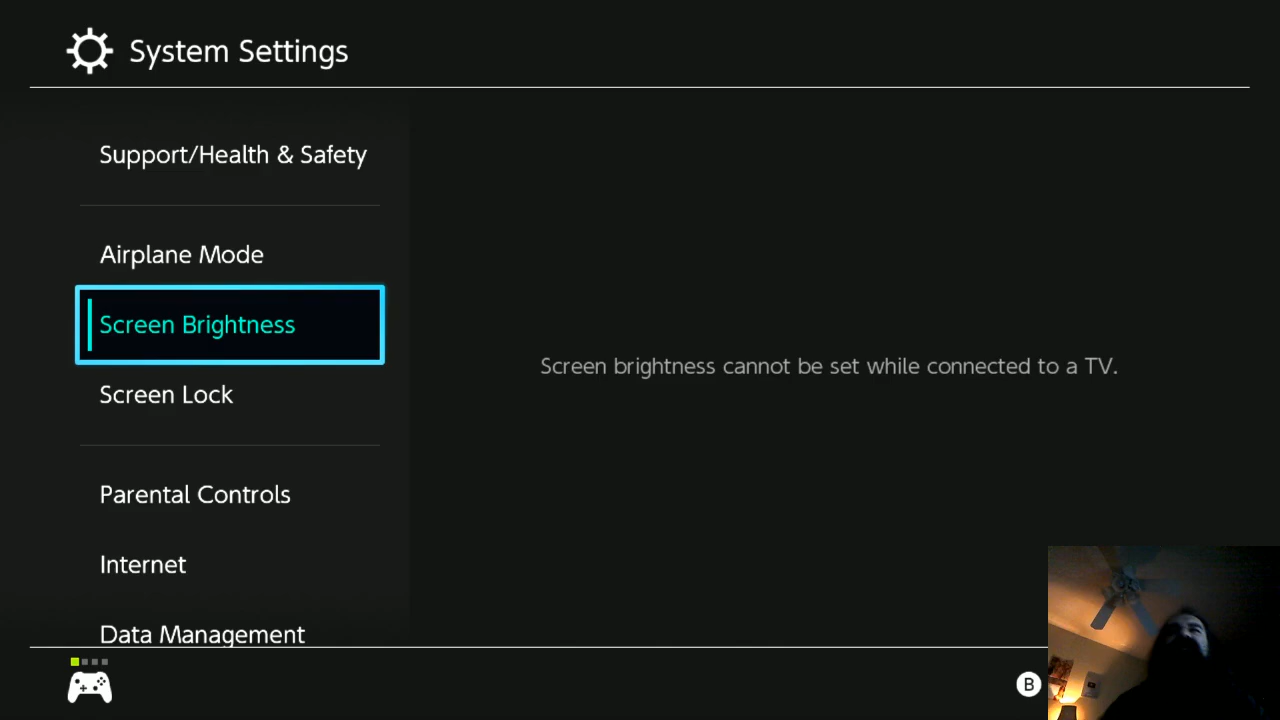 System Settings
Support/Health & Safety
Airplane Mode
Screen Brightness
Screen Lock
Parental Controls
Internet
Data Management
Screen brightness cannot be set while connected to a TV.
B